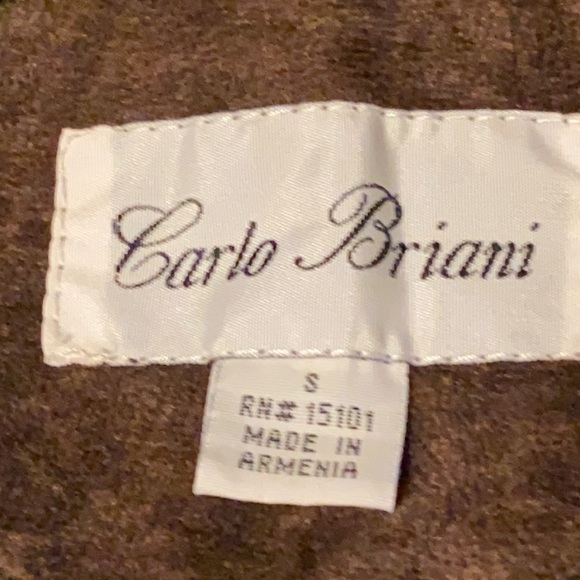 Carlo Briani
S
RN# 15101
MADE IN
ARMENIA